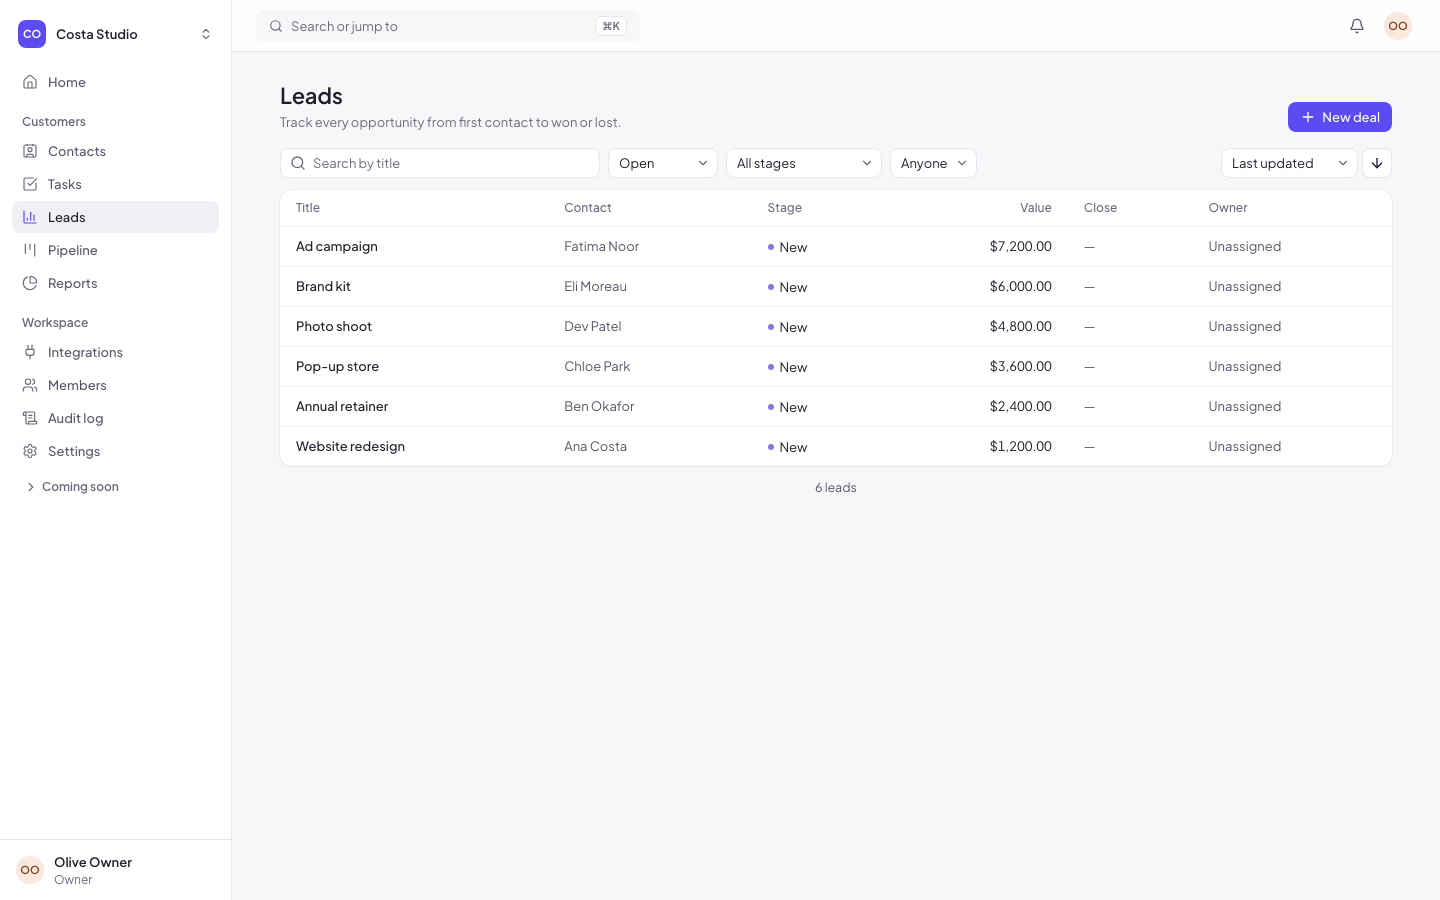 CO Costa Studio
Search or jump to ⌘K
OO
Home
Customers
Contacts
Tasks
Leads
Pipeline
Reports
Workspace
Integrations
Members
Audit log
Settings
Coming soon
OO Olive Owner
Owner
Leads
Track every opportunity from first contact to won or lost.
New deal
Search by title Open All stages Anyone Last updated
Title Contact Stage Value Close Owner
Ad campaign Fatima Noor New $7,200.00 — Unassigned
Brand kit Eli Moreau New $6,000.00 — Unassigned
Photo shoot Dev Patel New $4,800.00 — Unassigned
Pop-up store Chloe Park New $3,600.00 — Unassigned
Annual retainer Ben Okafor New $2,400.00 — Unassigned
Website redesign Ana Costa New $1,200.00 — Unassigned
6 leads